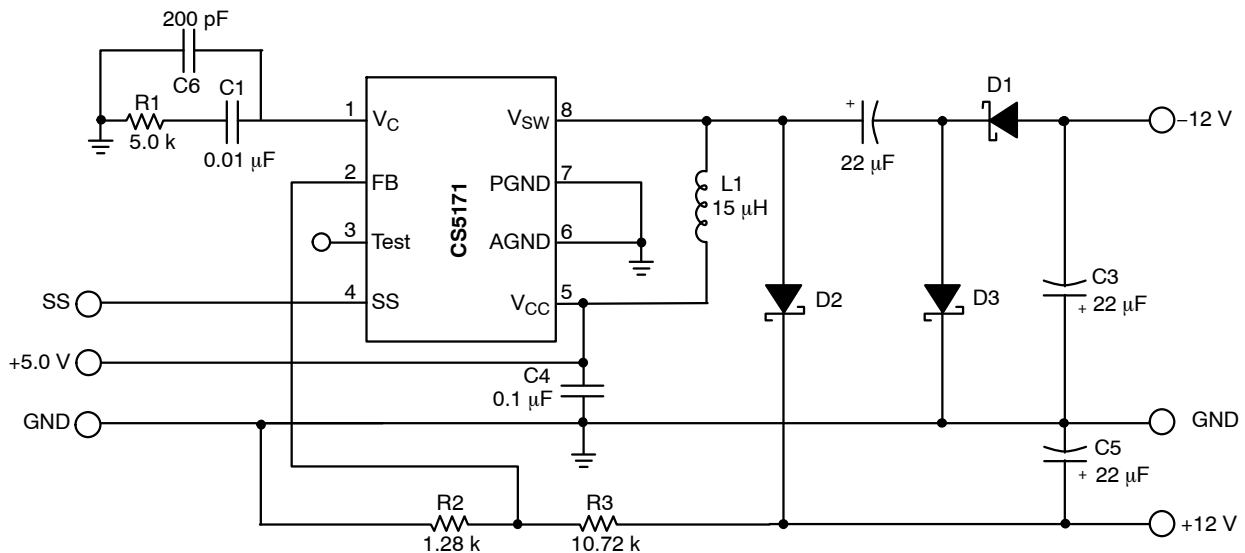 200 pF
C6
C1
R1
5.0 k
0.01 µF
1
V_C
2
FB
3
Test
4
SS
CS5171
V_SW
8
PGND
7
AGND
6
V_CC
5
L1
15 µH
+
22 µF
D1
−12 V
D2
D3
C3
+ 22 µF
SS
+5.0 V
GND
C4
0.1 µF
GND
C5
+ 22 µF
R2
1.28 k
R3
10.72 k
+12 V